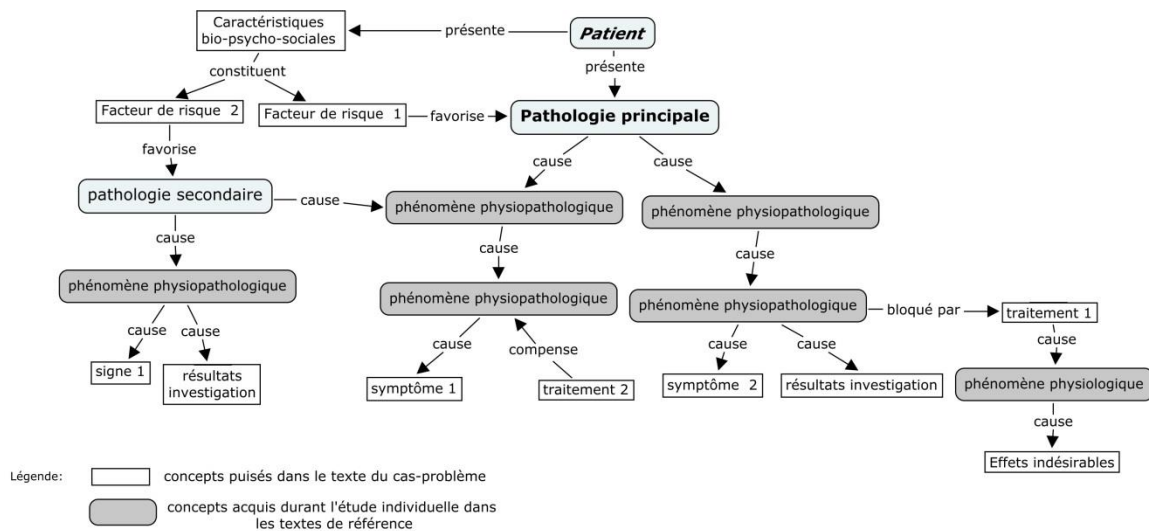 Caractéristiques
bio-psycho-sociales
présente
Patient
constituent
présente
Facteur de risque 2
Facteur de risque 1
favorise
Pathologie principale
favorise
cause
cause
pathologie secondaire
cause
phénomène physiopathologique
phénomène physiopathologique
cause
cause
cause
phénomène physiopathologique
phénomène physiopathologique
phénomène physiopathologique
bloqué par
traitement 1
cause
cause
cause
compense
cause
cause
cause
signe 1
résultats
investigation
symptôme 1
traitement 2
symptôme 2
résultats investigation
phénomène physiologique
cause
Effets indésirables
Légende:
concepts puisés dans le texte du cas-problème
concepts acquis durant l'étude individuelle dans
les textes de référence